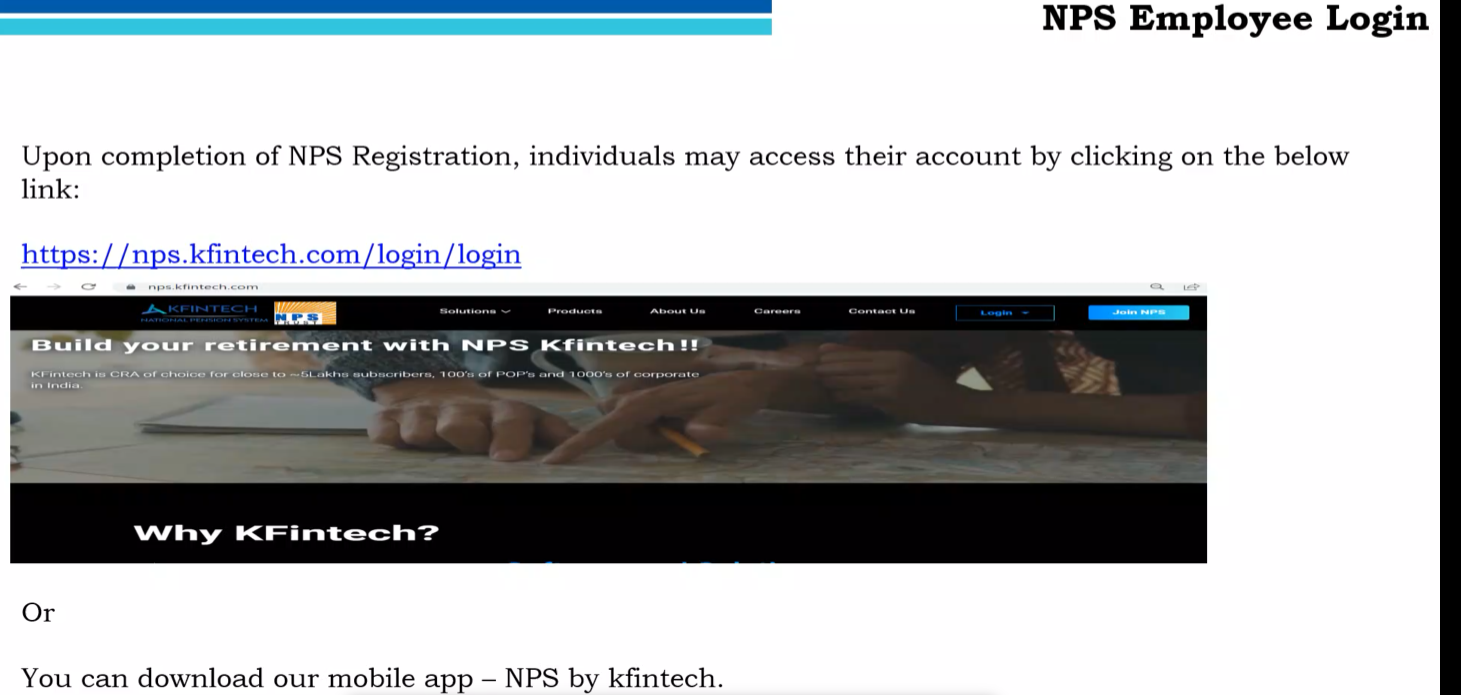 NPS Employee Login
Upon completion of NPS Registration, individuals may access their account by clicking on the below
link:
https://nps.kfintech.com/login/login
nps.kfintech.com
KFINTECH
NATIONAL PENSION SYSTEM
NPS
TRUST
Solutions
Products
About Us
Careers
Contact Us
Login
Join NPS
Build your retirement with NPS Kfintech!!
KFintech is CRA of choice for close to ~5Lakhs subscribers, 100's of POP's and 1000's of corporate
in India.
Why KFintech?
Or
You can download our mobile app – NPS by kfintech.